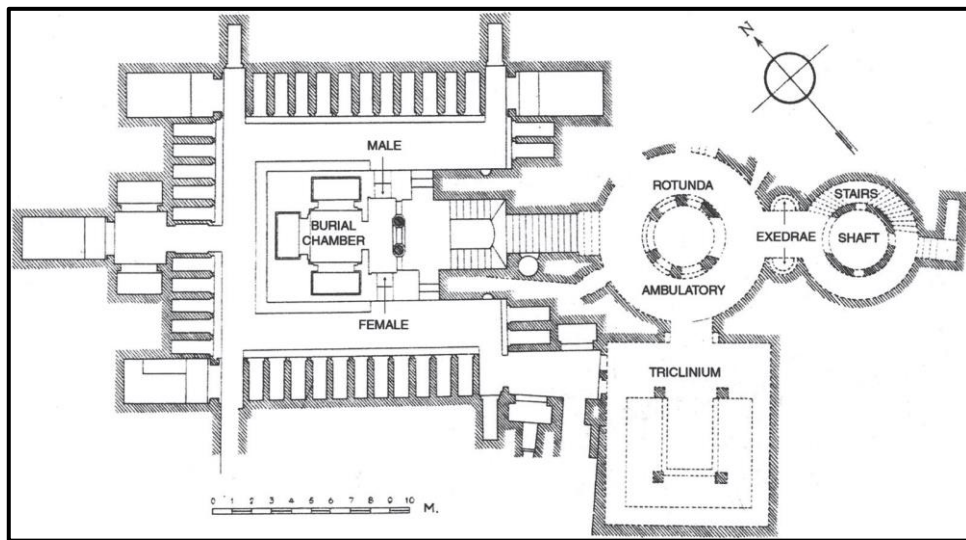 N
MALE
ROTUNDA
STAIRS
BURIAL
CHAMBER
EXEDRAE
SHAFT
AMBULATORY
FEMALE
TRICLINIUM
0 1 2 3 4 5 6 7 8 9 10 M.